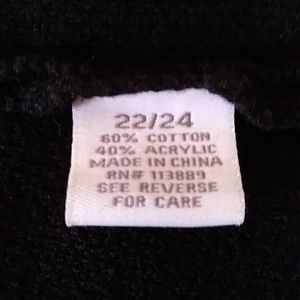 22/24
60% COTTON
40% ACRYLIC
MADE IN CHINA
RN# 113889
SEE REVERSE
FOR CARE